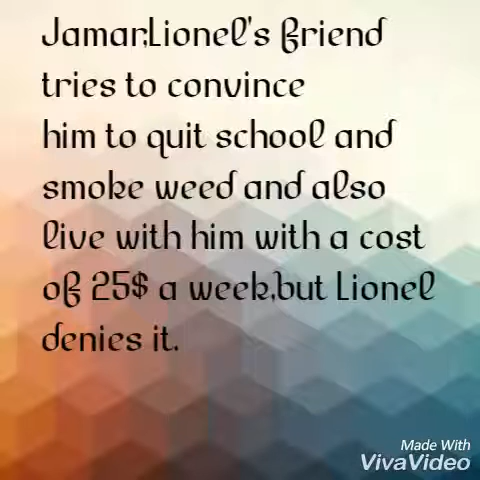 Jamar,Lionel's friend
tries to convince
him to quit school and
smoke weed and also
live with him with a cost
of 25$ a week,but Lionel
denies it.
Made With
VivaVideo